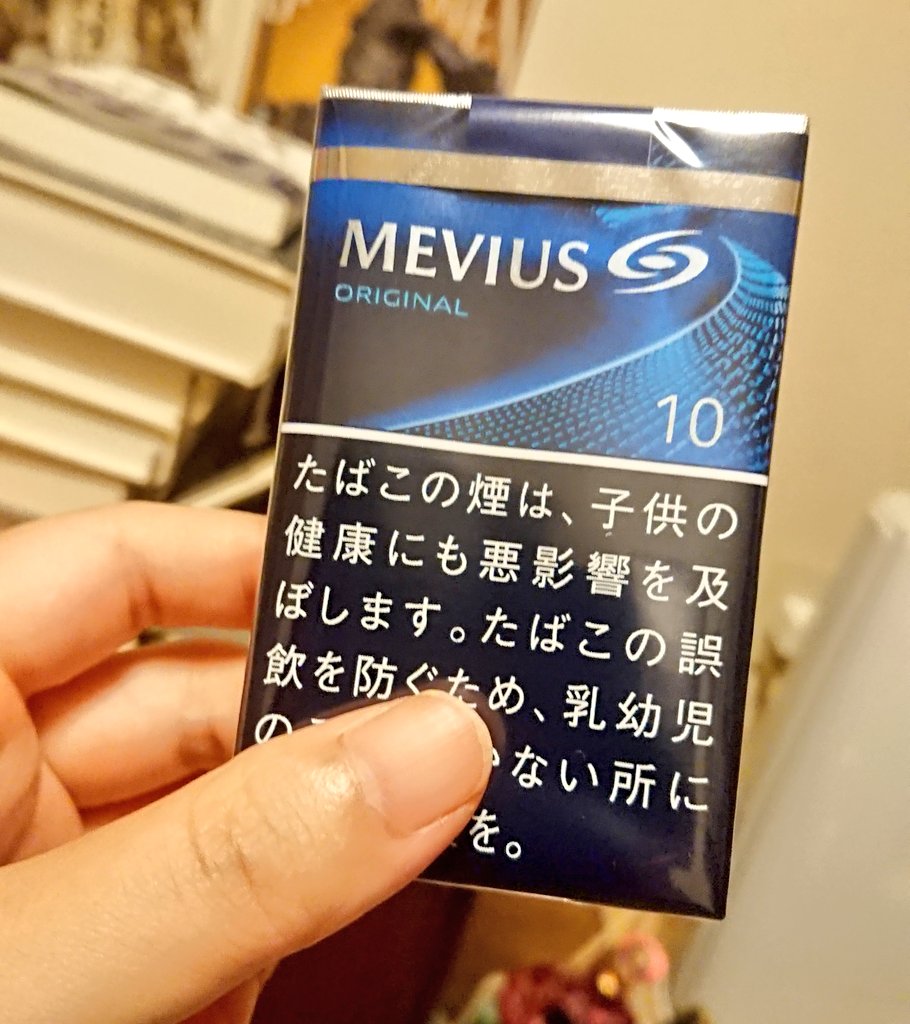 MEVIUS
ORIGINAL
10
たばこの煙は、子供の
健康にも悪影響を及
ぼします。たばこの誤
飲を防ぐため、乳幼児
の ない所に
を。